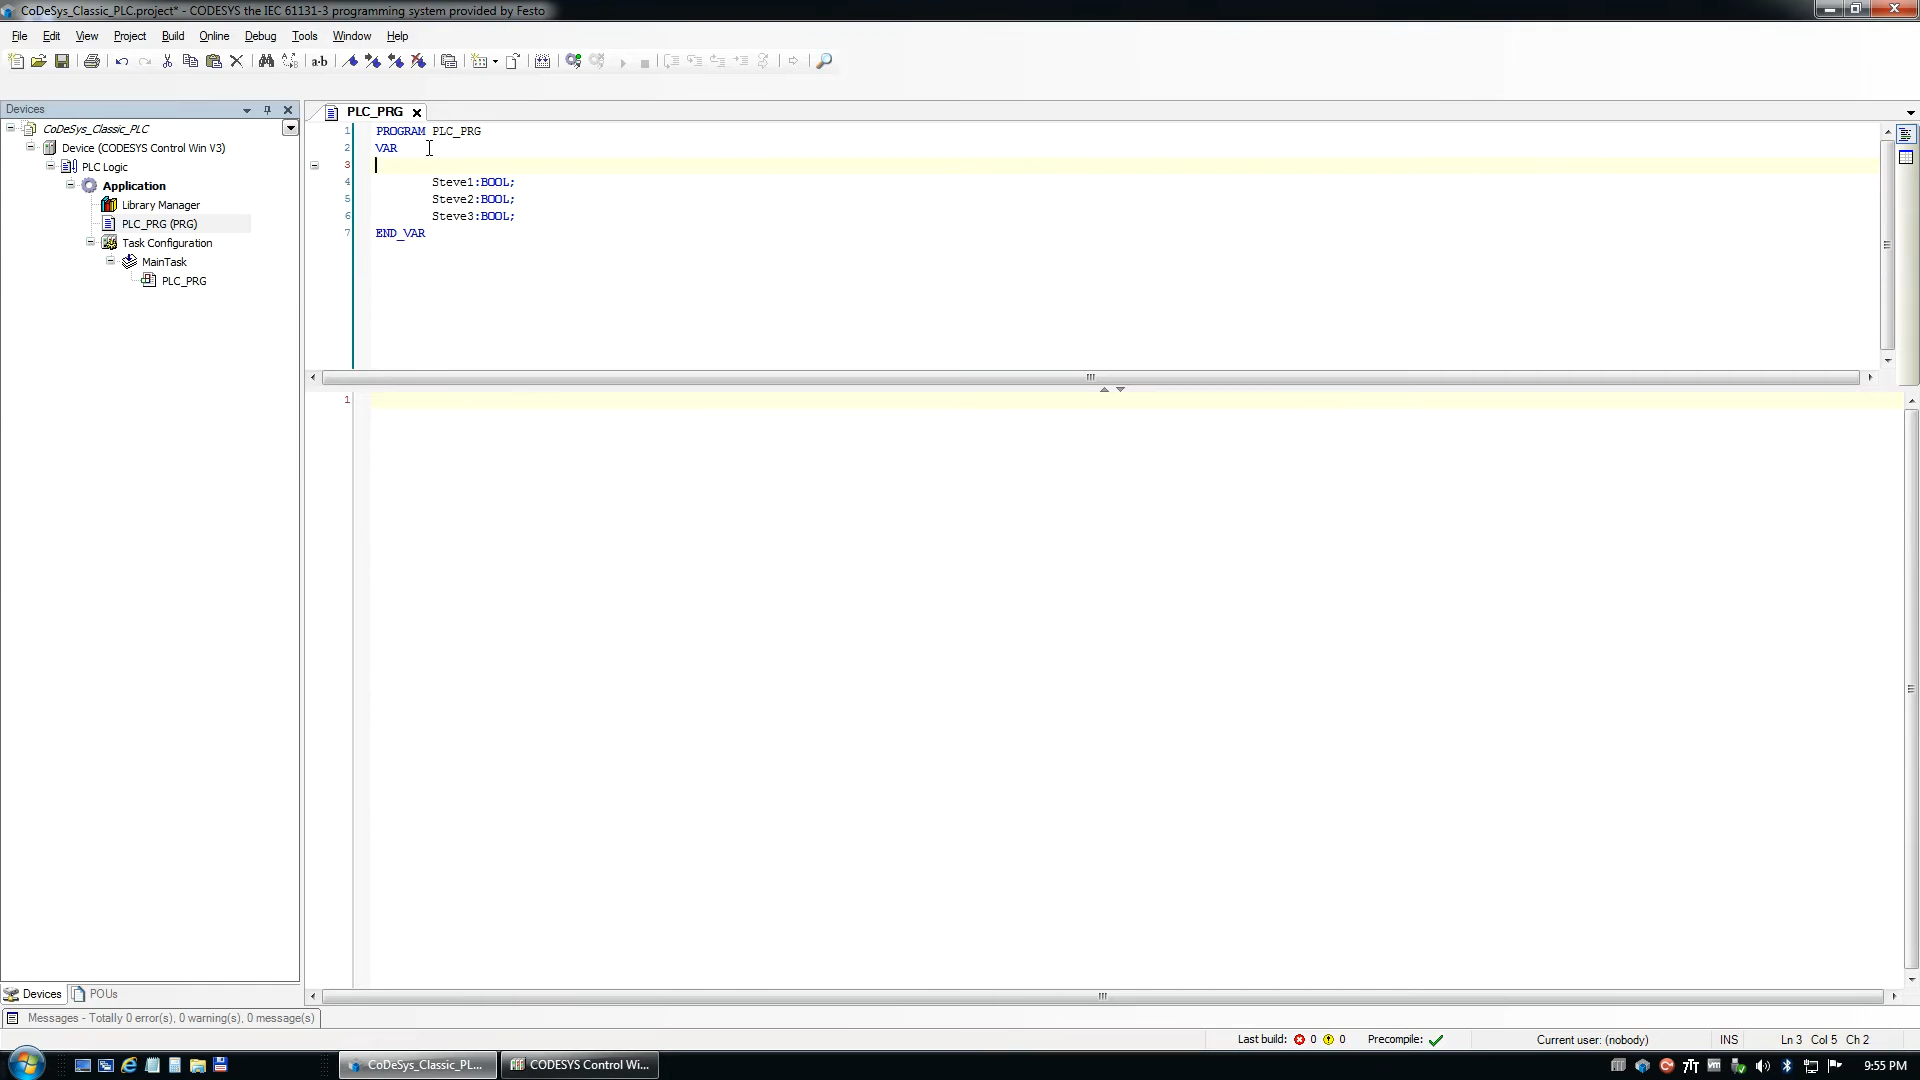 CoDeSys_Classic_PLC.project* - CODESYS the IEC 61131-3 programming system provided by Festo
File Edit View Project Build Online Debug Tools Window Help
Devices
CoDeSys_Classic_PLC
Device (CODESYS Control Win V3)
PLC Logic
Application
Library Manager
PLC_PRG (PRG)
Task Configuration
MainTask
PLC_PRG
PLC_PRG
1 PROGRAM PLC_PRG
2 VAR
3
4 Steve1:BOOL;
5 Steve2:BOOL;
6 Steve3:BOOL;
7 END_VAR
1
Devices POUs
Messages - Totally 0 error(s), 0 warning(s), 0 message(s)
Last build: 0 0 Precompile: Current user: (nobody) INS Ln 3 Col 5 Ch 2
CoDeSys_Classic_PL... CODESYS Control Wi... 9:55 PM